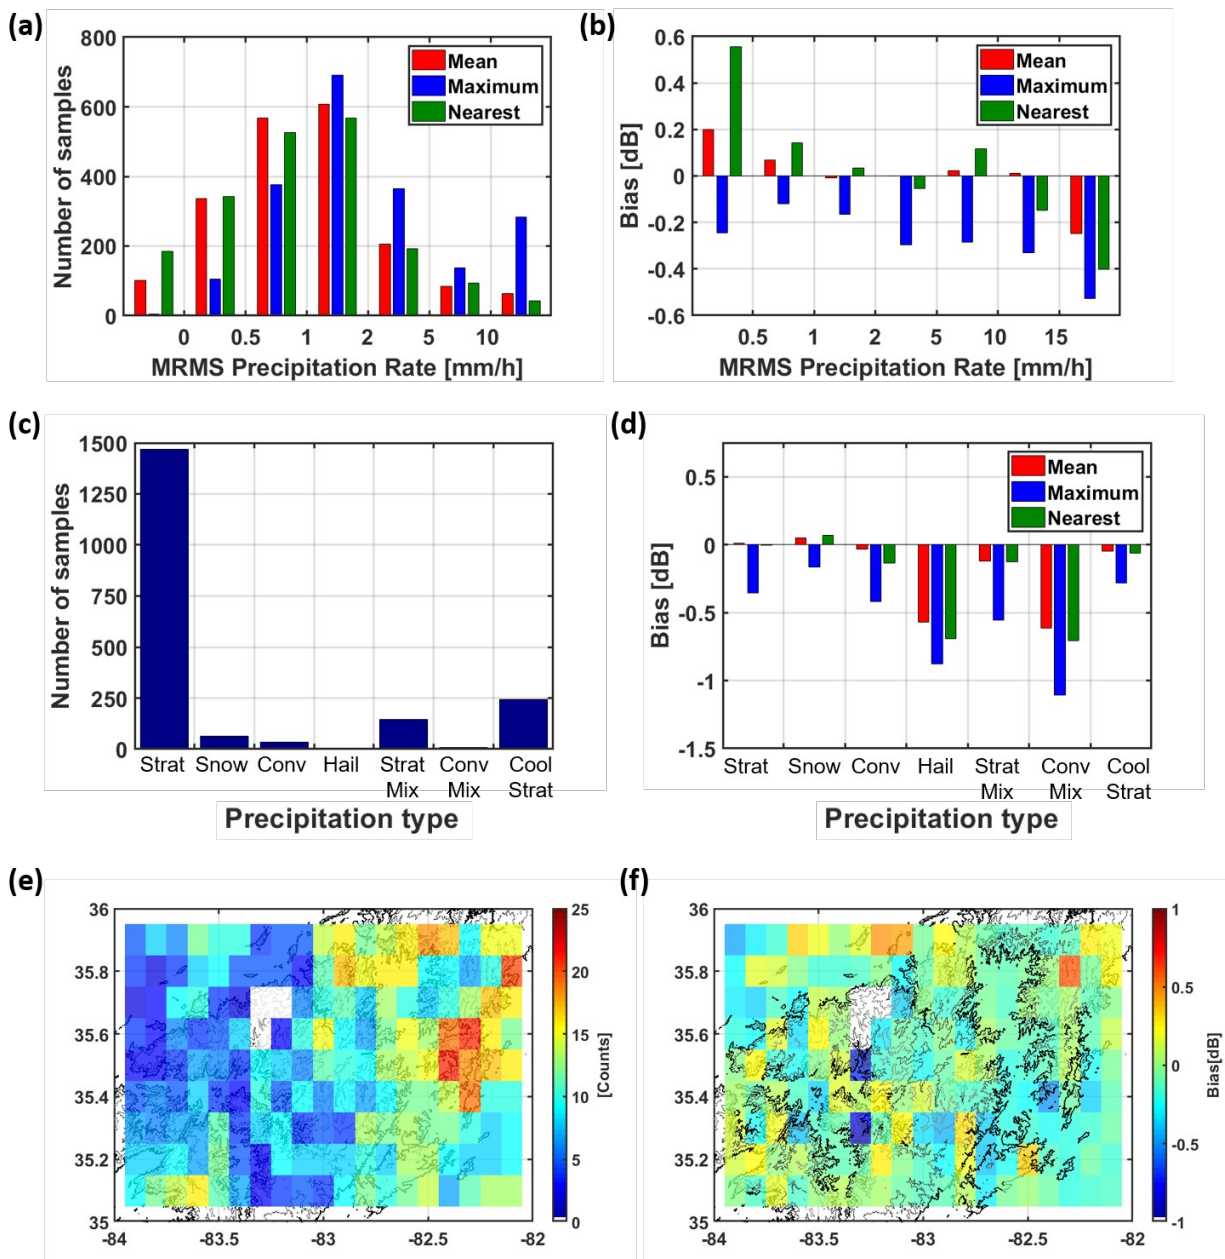 (a)
800
600
400
200
0
Number of samples
Mean
Maximum
Nearest
0 0.5 1 2 5 10
MRMS Precipitation Rate [mm/h]
(b)
0.6
0.4
0.2
0
-0.2
-0.4
-0.6
Bias [dB]
Mean
Maximum
Nearest
0.5 1 2 5 10 15
MRMS Precipitation Rate [mm/h]
(c)
1500
1250
1000
750
500
250
0
Number of samples
Strat Snow Conv Hail Strat Conv Cool
Mix Mix Strat
Precipitation type
(d)
0.5
0
-0.5
-1
-1.5
Bias [dB]
Mean
Maximum
Nearest
Strat Snow Conv Hail Strat Conv Cool
Mix Mix Strat
Precipitation type
(e)
36
35.8
35.6
35.4
35.2
35
-84 -83.5 -83 -82.5 -82
25
20
15
10
5
0
[Counts]
(f)
36
35.8
35.6
35.4
35.2
35
-84 -83.5 -83 -82.5 -82
1
0.5
0
-0.5
-1
Bias[dB]